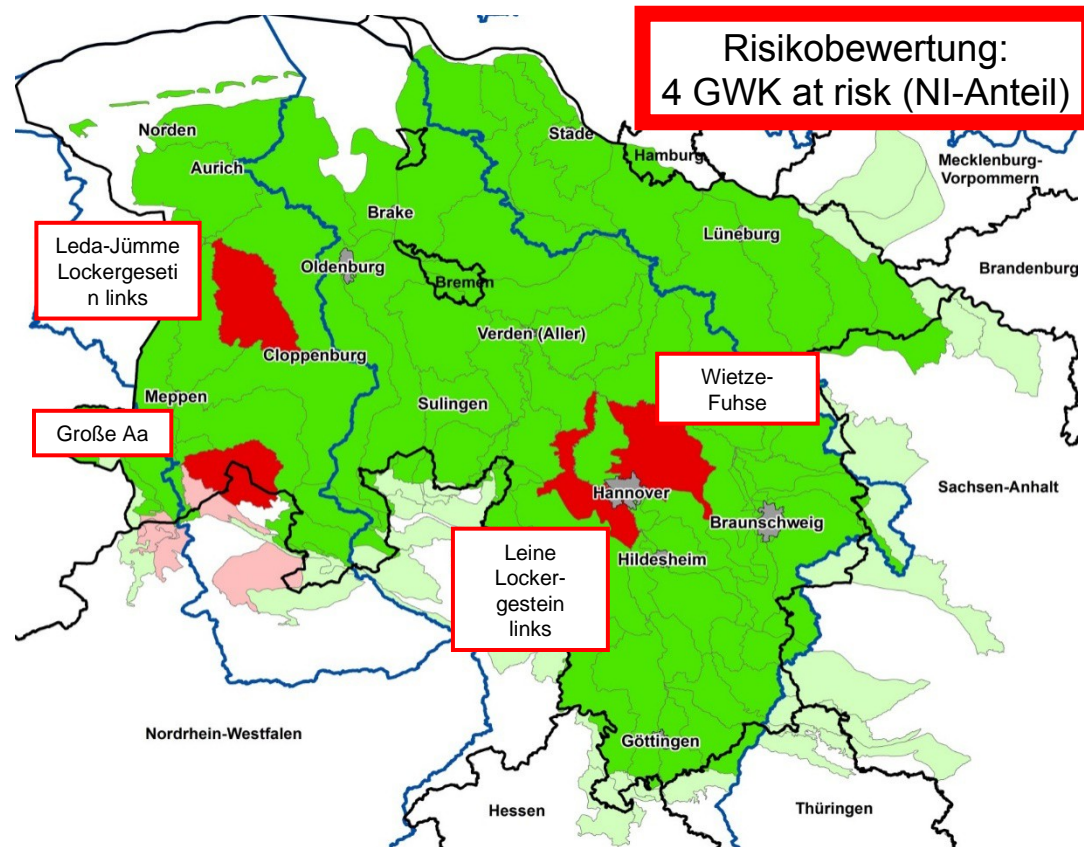 Risikobewertung:
4 GWK at risk (NI-Anteil)
Norden
Stade
Hamburg
Mecklenburg-
Vorpommern
Aurich
Brake
Lüneburg
Leda-Jümme
Lockergeseti
n links
Oldenburg
Bremen
Brandenburg
Verden (Aller)
Cloppenburg
Wietze-
Fuhse
Meppen
Sulingen
Große Aa
Hannover
Sachsen-Anhalt
Braunschweig
Leine
Locker-
gestein
links
Hildesheim
Nordrhein-Westfalen
Göttingen
Hessen
Thüringen